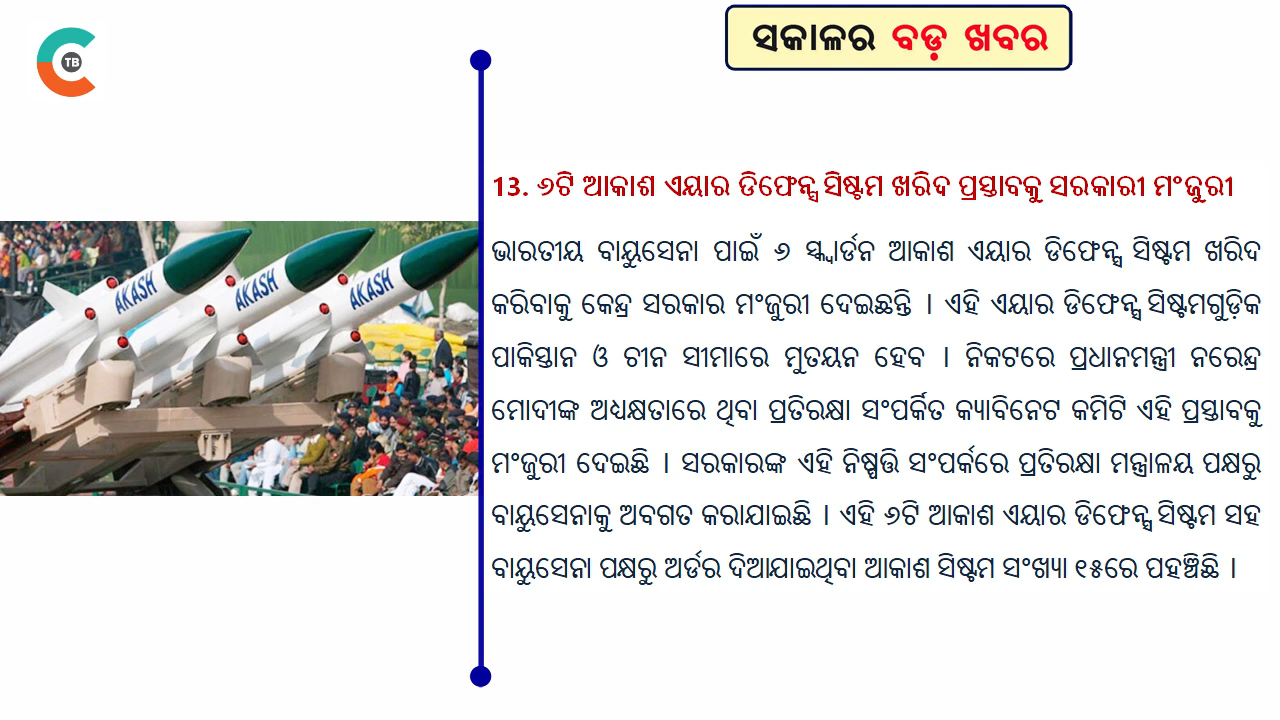 TB
ସକାଳର ବଡ଼ ଖବର
13. ୬ଟି ଆକାଶ ଏୟାର ଡିଫେନ୍ସ ସିଷ୍ଟମ ଖରିଦ ପ୍ରସ୍ତାବକୁ ସରକାରୀ ମଂଜୁରୀ
ଭାରତୀୟ ବାୟୁସେନା ପାଇଁ ୬ ସ୍କ୍ୱାର୍ଡନ ଆକାଶ ଏୟାର ଡିଫେନ୍ସ ସିଷ୍ଟମ ଖରିଦ
କରିବାକୁ କେନ୍ଦ୍ର ସରକାର ମଂଜୁରୀ ଦେଇଛନ୍ତି । ଏହି ଏୟାର ଡିଫେନ୍ସ ସିଷ୍ଟମଗୁଡ଼ିକ
ପାକିସ୍ତାନ ଓ ଚୀନ ସୀମାରେ ମୁତୟନ ହେବ । ନିକଟରେ ପ୍ରଧାନମନ୍ତ୍ରୀ ନରେନ୍ଦ୍ର
ମୋଦୀଙ୍କ ଅଧ୍ୟକ୍ଷତାରେ ଥିବା ପ୍ରତିରକ୍ଷା ସଂପର୍କିତ କ୍ୟାବିନେଟ କମିଟି ଏହି ପ୍ରସ୍ତାବକୁ
ମଂଜୁରୀ ଦେଇଛି । ସରକାରଙ୍କ ଏହି ନିଷ୍ପତ୍ତି ସଂପର୍କରେ ପ୍ରତିରକ୍ଷା ମନ୍ତ୍ରାଳୟ ପକ୍ଷରୁ
ବାୟୁସେନାକୁ ଅବଗତ କରାଯାଇଛି । ଏହି ୬ଟି ଆକାଶ ଏୟାର ଡିଫେନ୍ସ ସିଷ୍ଟମ ସହ
ବାୟୁସେନା ପକ୍ଷରୁ ଅର୍ଡର ଦିଆଯାଇଥିବା ଆକାଶ ସିଷ୍ଟମ ସଂଖ୍ୟା ୧୫ରେ ପହଞ୍ଚିଛି ।
AKASH
AKASH
AKASH